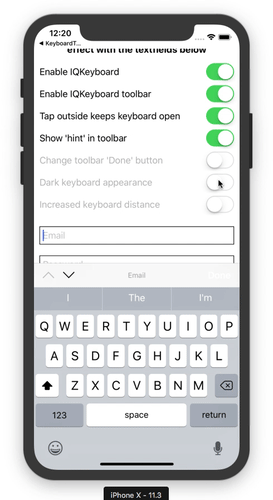 12:20
KeyboardT...
effect with the textfields below
Enable IQKeyboard
Enable IQKeyboard toolbar
Tap outside keeps keyboard open
Show 'hint' in toolbar
Change toolbar 'Done' button
Dark keyboard appearance
Increased keyboard distance
Email
Email
I The I'm
Q W E R T Y U I O P
A S D F G H J K L
Z X C V B N M
123 space return
iPhone X - 11.3